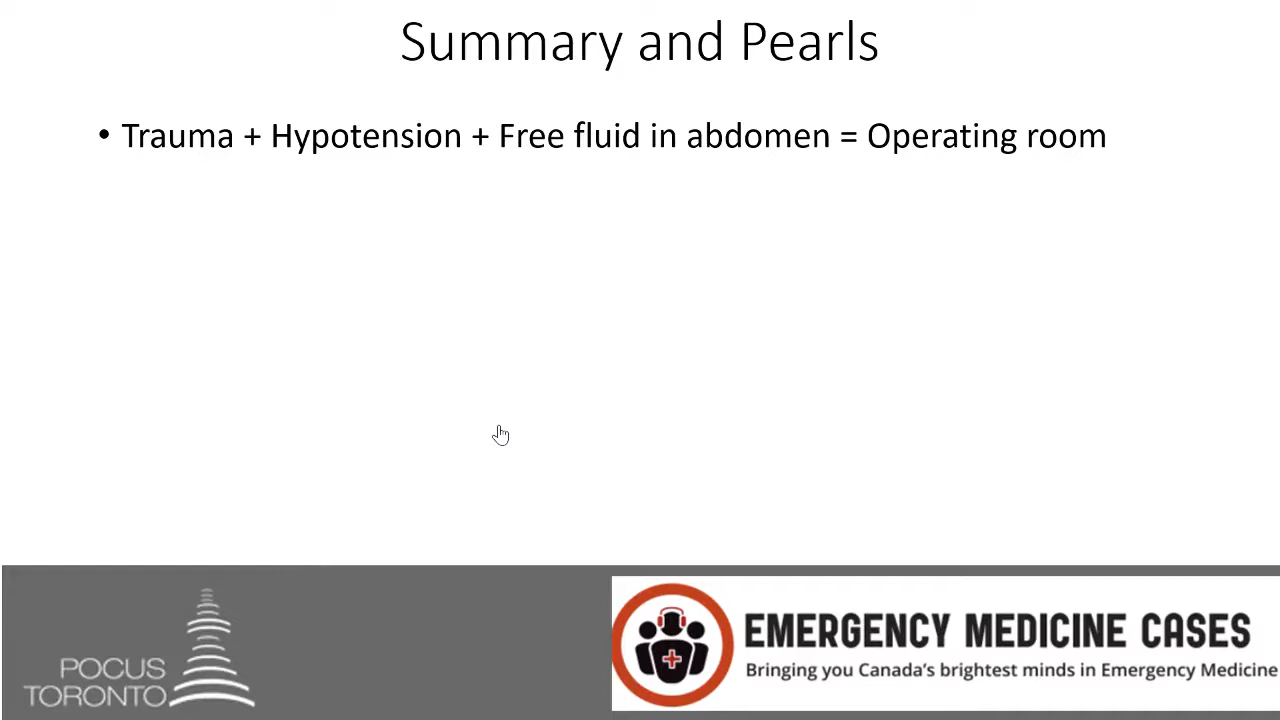 Summary and Pearls
• Trauma + Hypotension + Free fluid in abdomen = Operating room
POCUS
TORONTO
EMERGENCY MEDICINE CASES
Bringing you Canada's brightest minds in Emergency Medicine